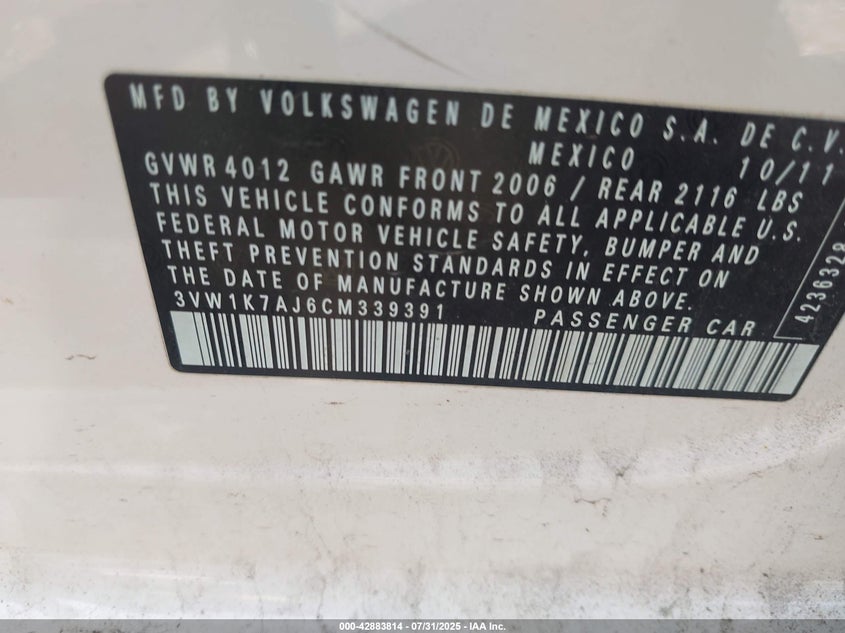 MFD BY VOLKSWAGEN DE MEXICO S.A. DE C.V.
MEXICO 10/11
GVWR 4012 GAWR FRONT 2006 / REAR 2116 LBS
THIS VEHICLE CONFORMS TO ALL APPLICABLE U.S.
FEDERAL MOTOR VEHICLE SAFETY, BUMPER AND
THEFT PREVENTION STANDARDS IN EFFECT ON
THE DATE OF MANUFACTURE SHOWN ABOVE.
3VW1K7AJ6CM339391 PASSENGER CAR
4236328
000-42883814 / 07/31/2025 - IAA Inc.